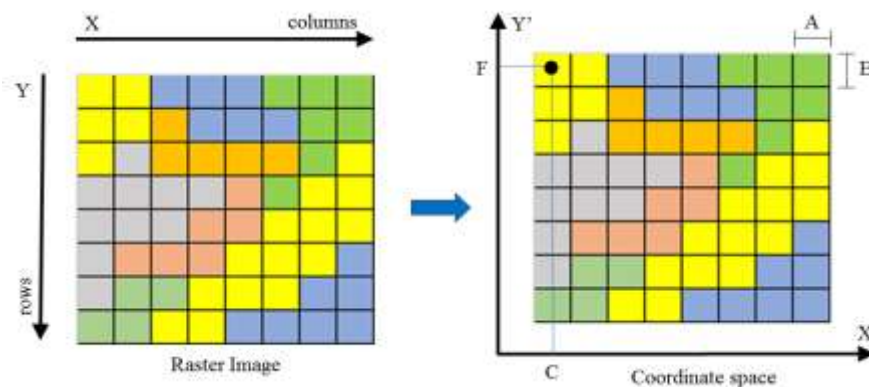 X columns
Y
rows
Raster Image
Y'
A
F
E
X
C
Coordinate space